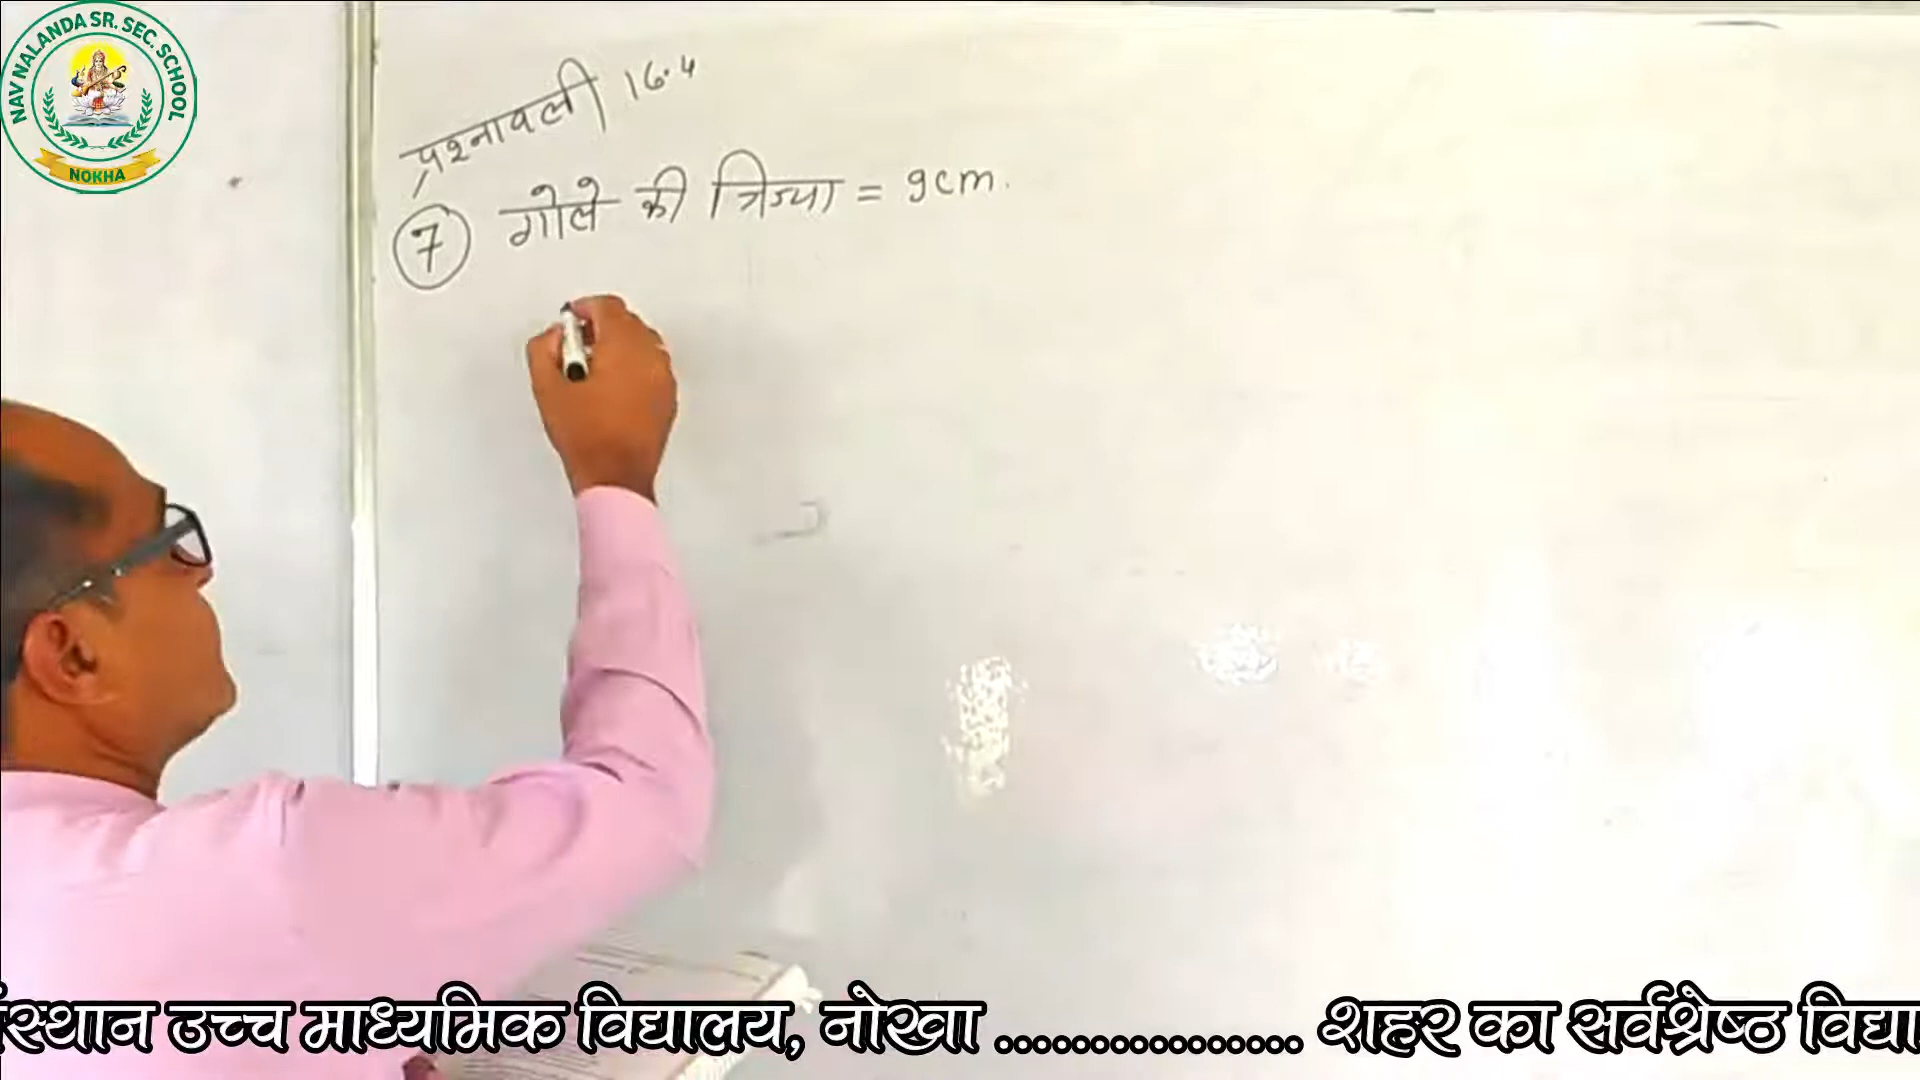 NAV NALANDA SR. SEC. SCHOOL
NOKHA
प्रश्नावली 16.4
7 गोले की त्रिज्या = 9cm.
संस्थान उच्च माध्यमिक विद्यालय, नोखा ................ शहर का सर्वश्रेष्ठ विद्या